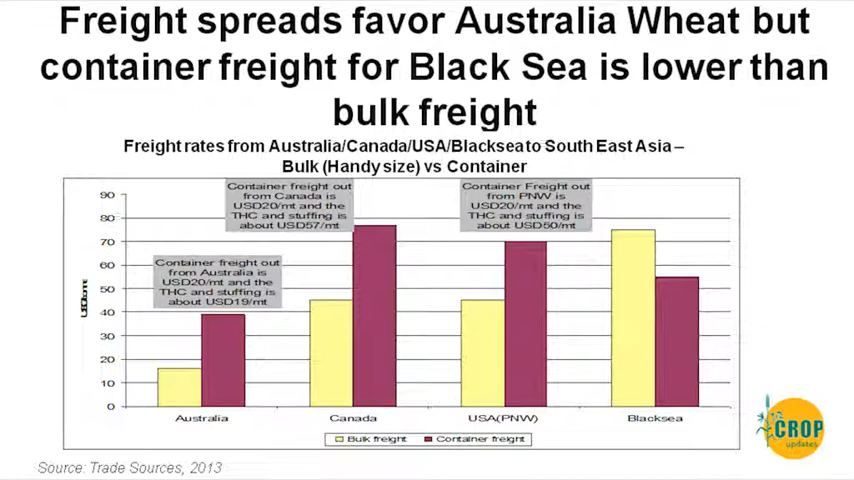 Freight spreads favor Australia Wheat but
container freight for Black Sea is lower than
bulk freight
Freight rates from Australia/Canada/USA/Blacksea to South East Asia –
Bulk (Handy size) vs Container
Container freight out
from Canada is
USD20/mt and the
THC and stuffing is
about USD57/mt
Container Freight out
from PNW is
USD20/mt and the
THC and stuffing is
about USD50/mt
Container freight out
from Australia is
USD20/mt and the
THC and stuffing is
about USD19/mt
90
80
70
60
50
40
30
20
10
0
Australia
Canada
USA(PNW)
Blacksea
Bulk freight
Container freight
CROP
updates
Source: Trade Sources, 2013